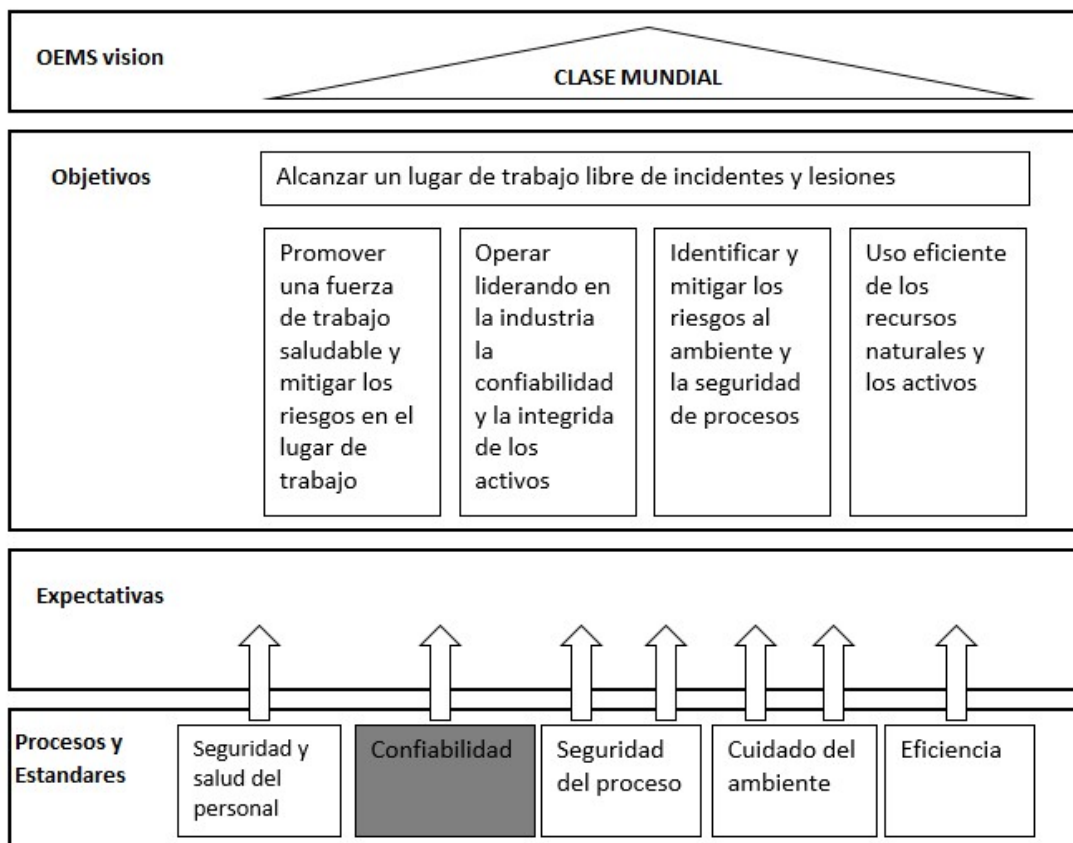 OEMS vision
CLASE MUNDIAL
Objetivos
Alcanzar un lugar de trabajo libre de incidentes y lesiones
Promover
una fuerza
de trabajo
saludable y
mitigar los
riesgos en el
lugar de
trabajo
Operar
liderando en
la industria
la
confiabilidad
y la integrida
de los
activos
Identificar y
mitigar los
riesgos al
ambiente y
la seguridad
de procesos
Uso eficiente
de los
recursos
naturales y
los activos
Expectativas
Procesos y
Estandares
Seguridad y
salud del
personal
Confiabilidad
Seguridad
del proceso
Cuidado del
ambiente
Eficiencia